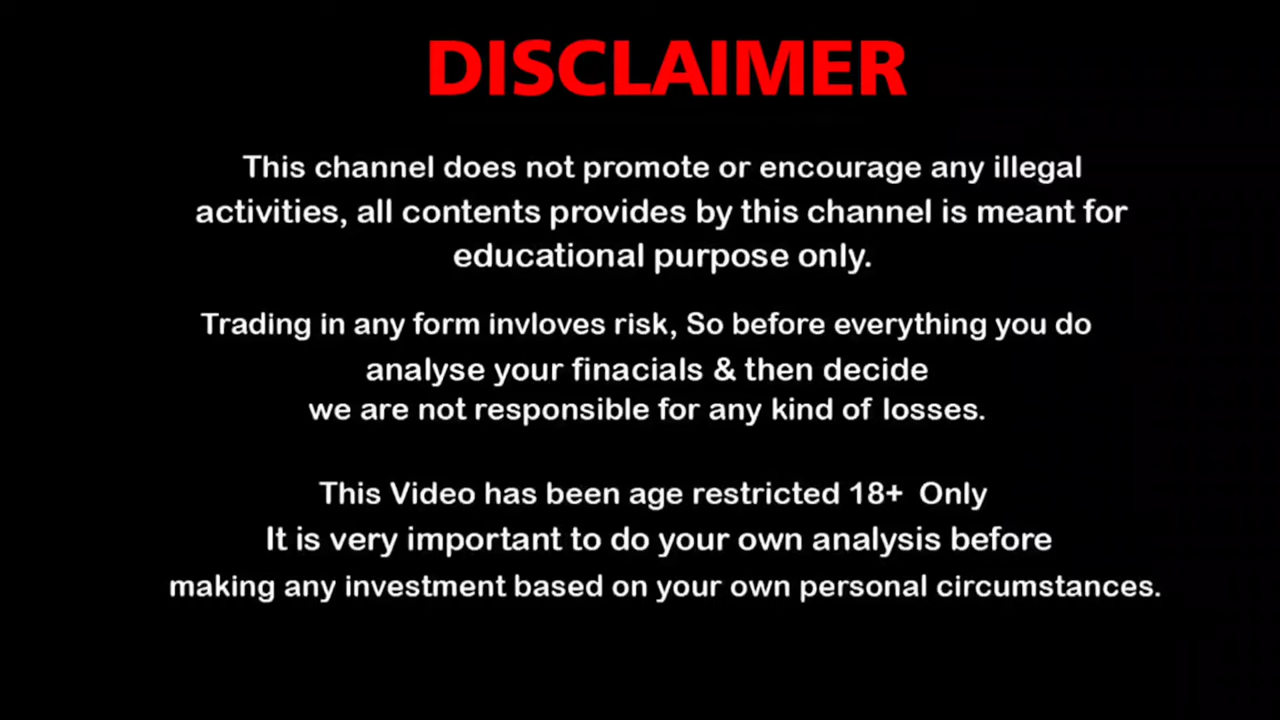 DISCLAIMER
This channel does not promote or encourage any illegal
activities, all contents provides by this channel is meant for
educational purpose only.
Trading in any form invloves risk, So before everything you do
analyse your finacials & then decide
we are not responsible for any kind of losses.
This Video has been age restricted 18+ Only
It is very important to do your own analysis before
making any investment based on your own personal circumstances.